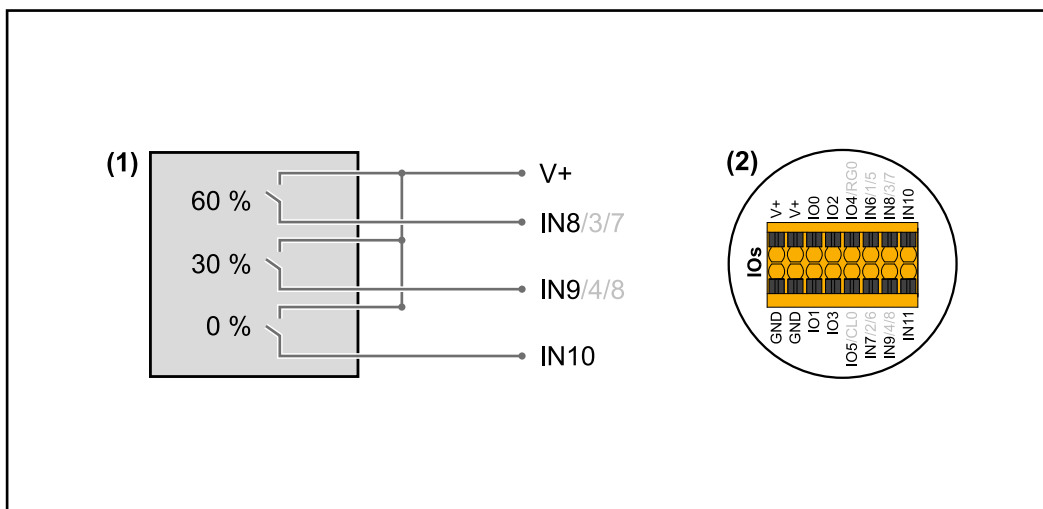 (1)
60 %
30 %
0 %
V+
IN8/3/7
IN9/4/8
IN10
(2)
IOs
V+
V+
IO0
IO2
IO4/RG0
IN6/1/5
IN8/3/7
IN10
GND
GND
IO1
IO3
IO5/CL0
IN7/2/6
IN9/4/8
IN11